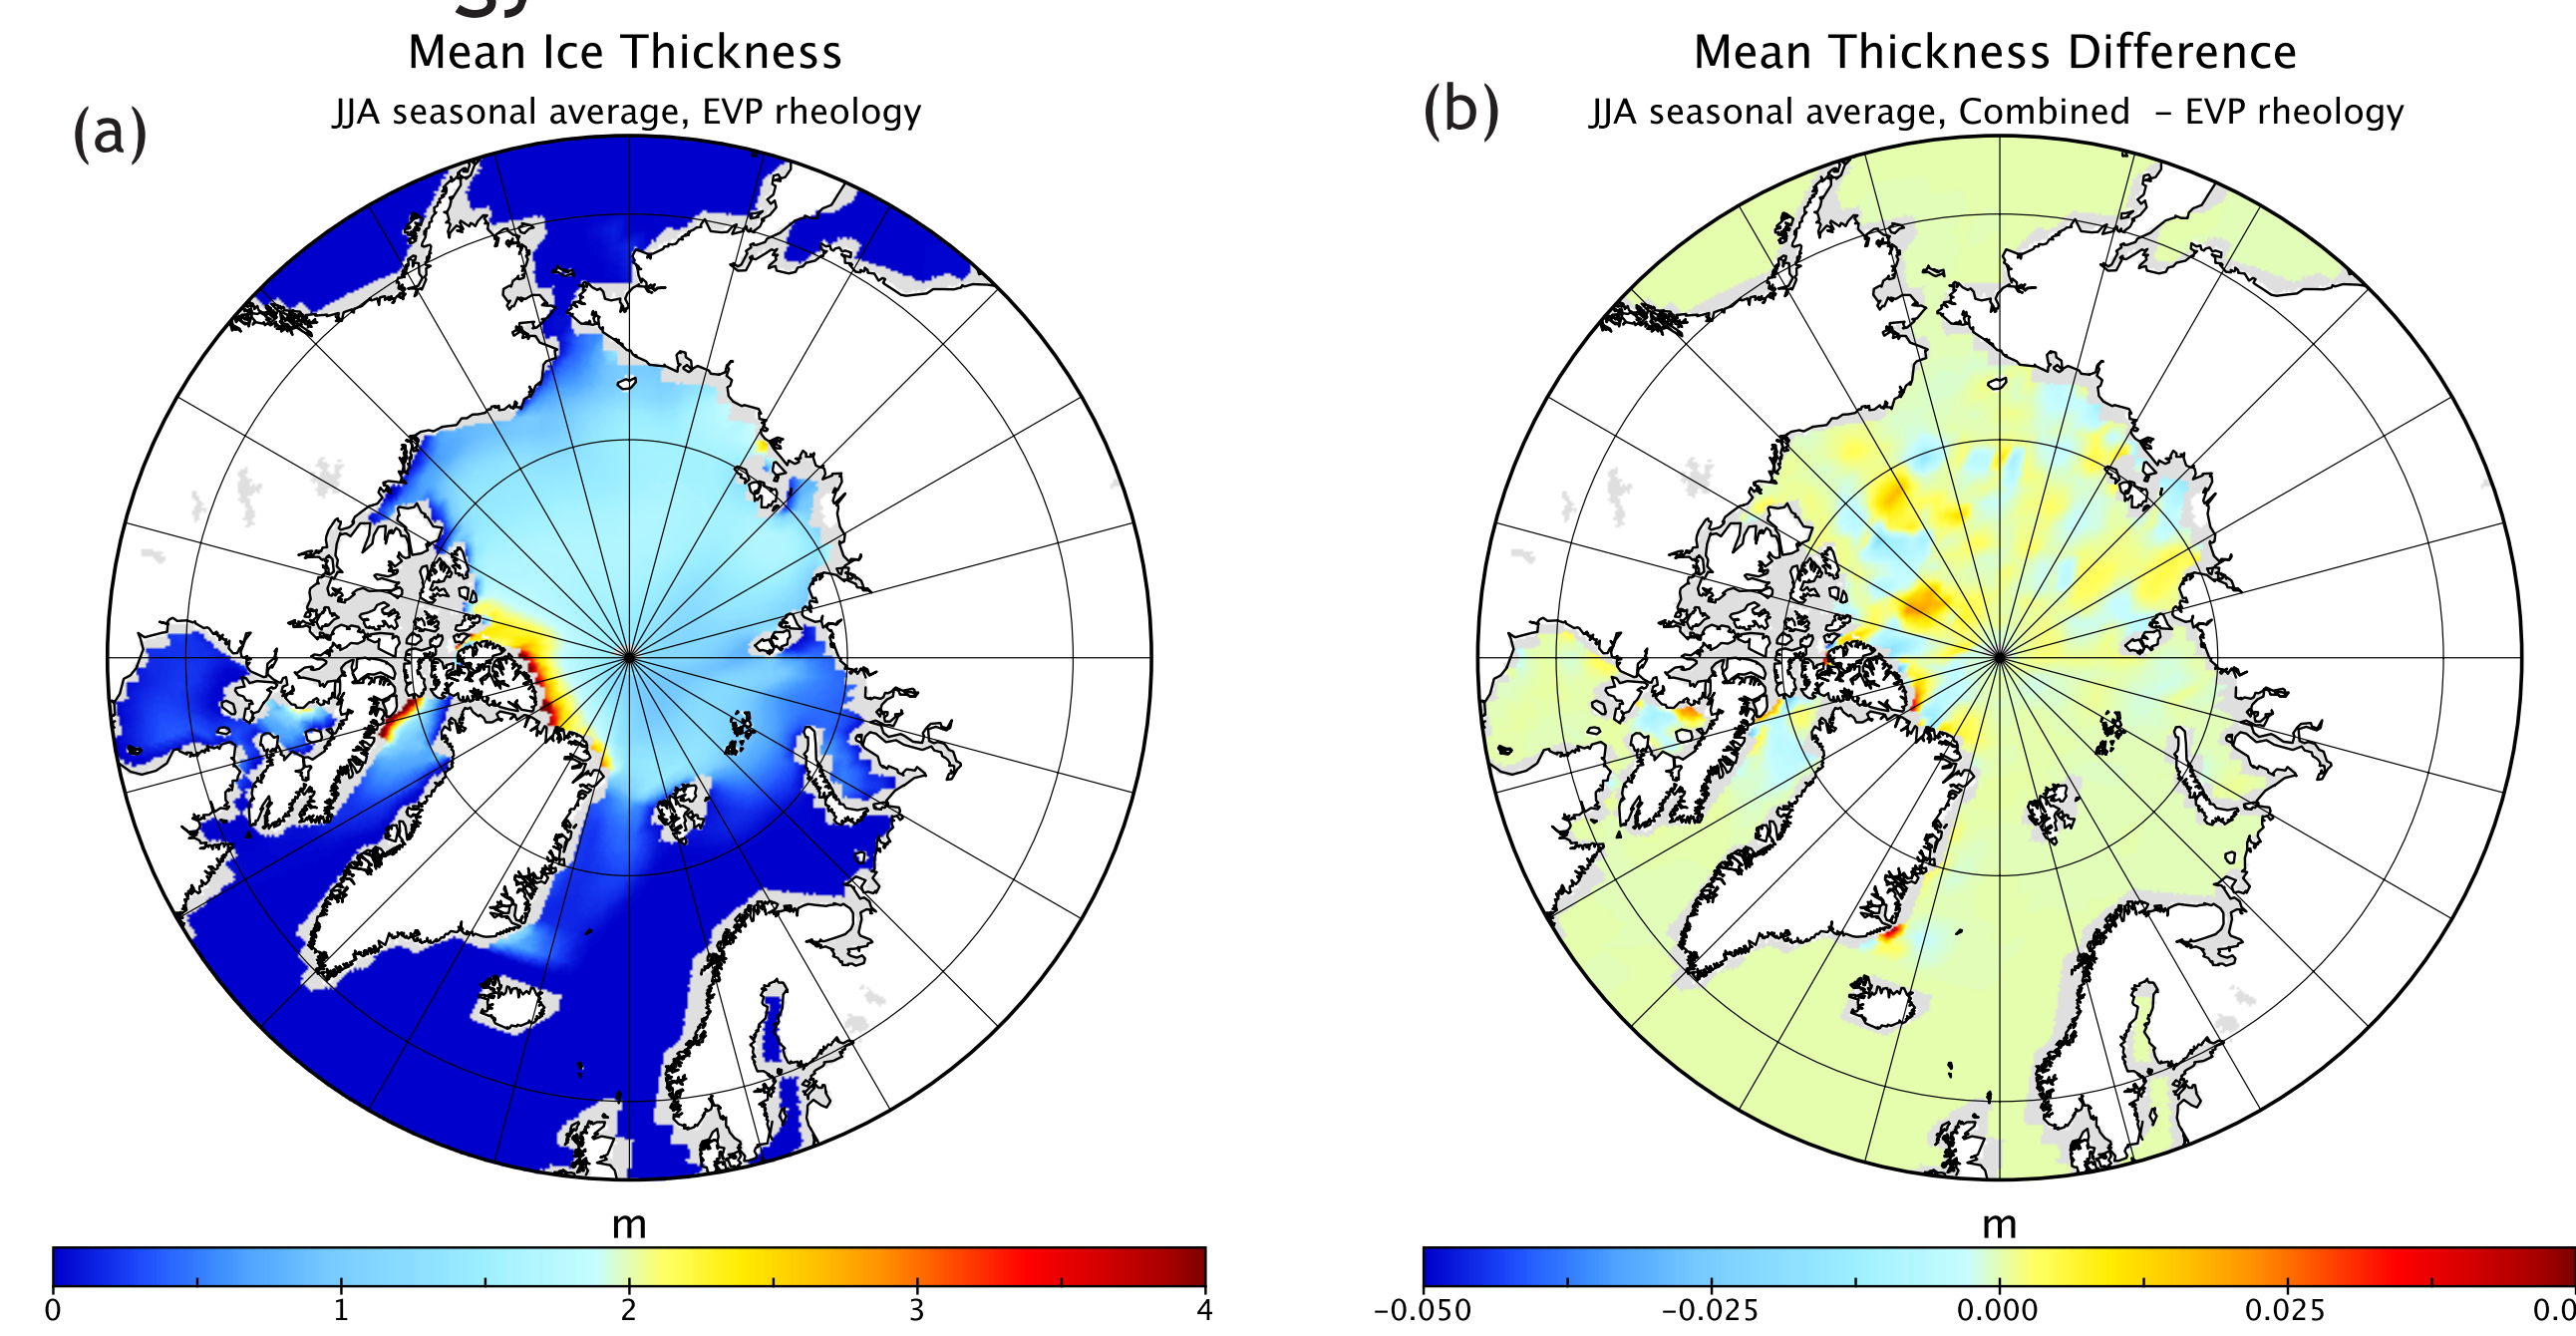 Mean Ice Thickness
JJA seasonal average, EVP rheology
(a)
m
0 1 2 3 4
Mean Thickness Difference
JJA seasonal average, Combined – EVP rheology
(b)
m
-0.050 -0.025 0.000 0.025